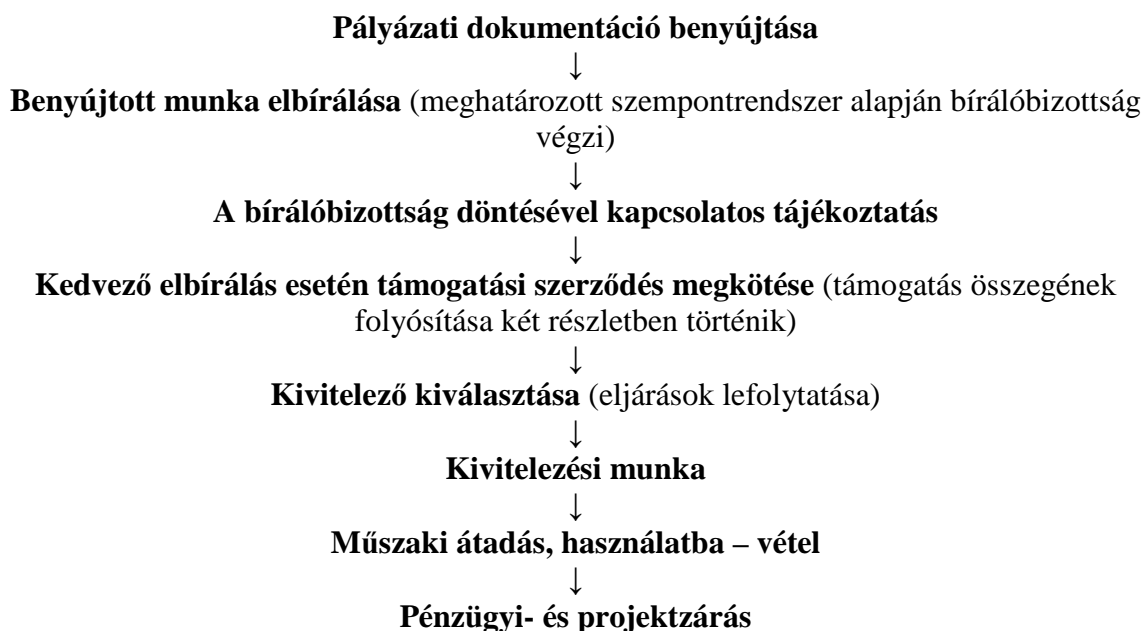 Pályázati dokumentáció benyújtása
↓
Benyújtott munka elbírálása (meghatározott szempontrendszer alapján bírálóbizottság
végzi)
↓
A bírálóbizottság döntésével kapcsolatos tájékoztatás
↓
Kedvező elbírálás esetén támogatási szerződés megkötése (támogatás összegének
folyósítása két részletben történik)
↓
Kivitelező kiválasztása (eljárások lefolytatása)
↓
Kivitelezési munka
↓
Műszaki átadás, használatba – vétel
↓
Pénzügyi- és projektzárás